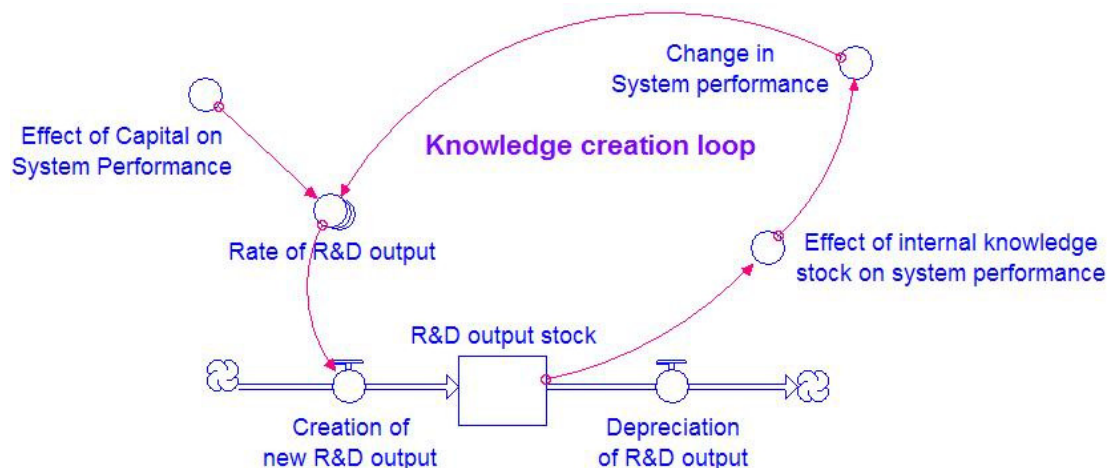 Change in
System performance
Effect of Capital on
System Performance
Knowledge creation loop
Rate of R&D output
Effect of internal knowledge
stock on system performance
R&D output stock
Creation of
new R&D output
Depreciation
of R&D output